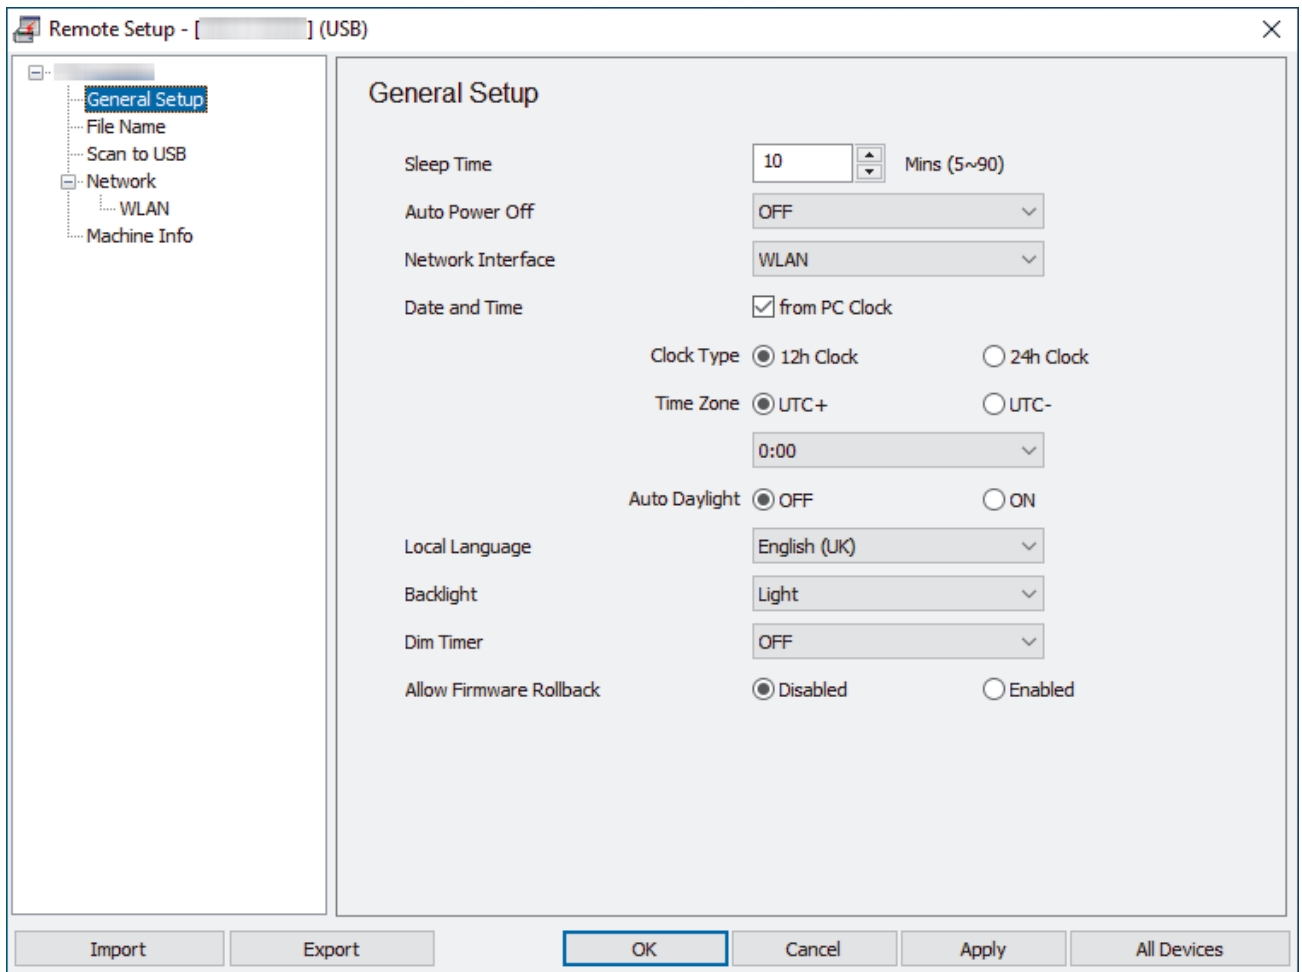 Remote Setup - [ ] (USB)
General Setup
File Name
Scan to USB
Network
WLAN
Machine Info
General Setup
Sleep Time 10 Mins (5~90)
Auto Power Off OFF
Network Interface WLAN
Date and Time from PC Clock
Clock Type 12h Clock 24h Clock
Time Zone UTC+ UTC-
0:00
Auto Daylight OFF ON
Local Language English (UK)
Backlight Light
Dim Timer OFF
Allow Firmware Rollback Disabled Enabled
Import Export OK Cancel Apply All Devices